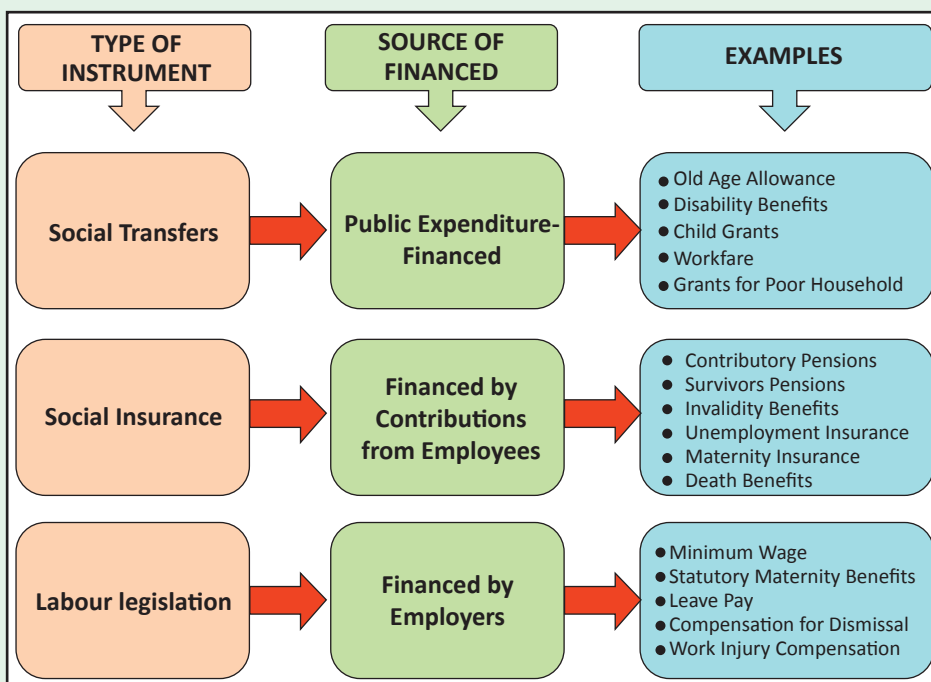 TYPE OF
INSTRUMENT
SOURCE OF
FINANCED
EXAMPLES
Social Transfers
Public Expenditure-
Financed
● Old Age Allowance
● Disability Benefits
● Child Grants
● Workfare
● Grants for Poor Household
Social Insurance
Financed by
Contributions
from Employees
● Contributory Pensions
● Survivors Pensions
● Invalidity Benefits
● Unemployment Insurance
● Maternity Insurance
● Death Benefits
Labour legislation
Financed by
Employers
● Minimum Wage
● Statutory Maternity Benefits
● Leave Pay
● Compensation for Dismissal
● Work Injury Compensation